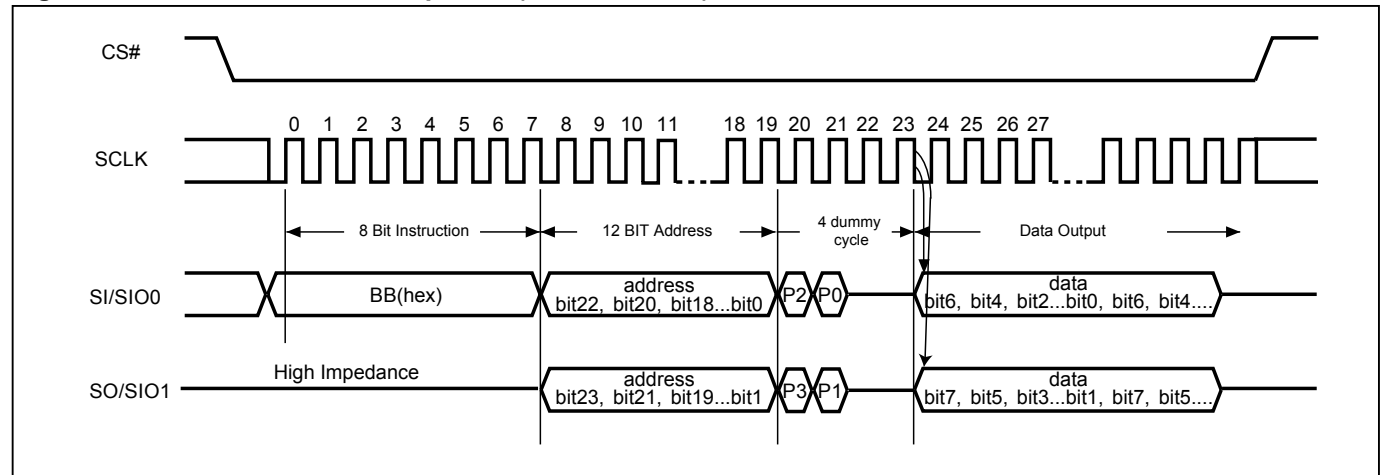 CS#
0 1 2 3 4 5 6 7 8 9 10 11 18 19 20 21 22 23 24 25 26 27
SCLK
8 Bit Instruction
12 BIT Address
4 dummy
cycle
Data Output
SI/SIO0
BB(hex)
address
bit22, bit20, bit18...bit0
P2
P0
data
bit6, bit4, bit2...bit0, bit6, bit4....
High Impedance
SO/SIO1
address
bit23, bit21, bit19...bit1
P3
P1
data
bit7, bit5, bit3...bit1, bit7, bit5....